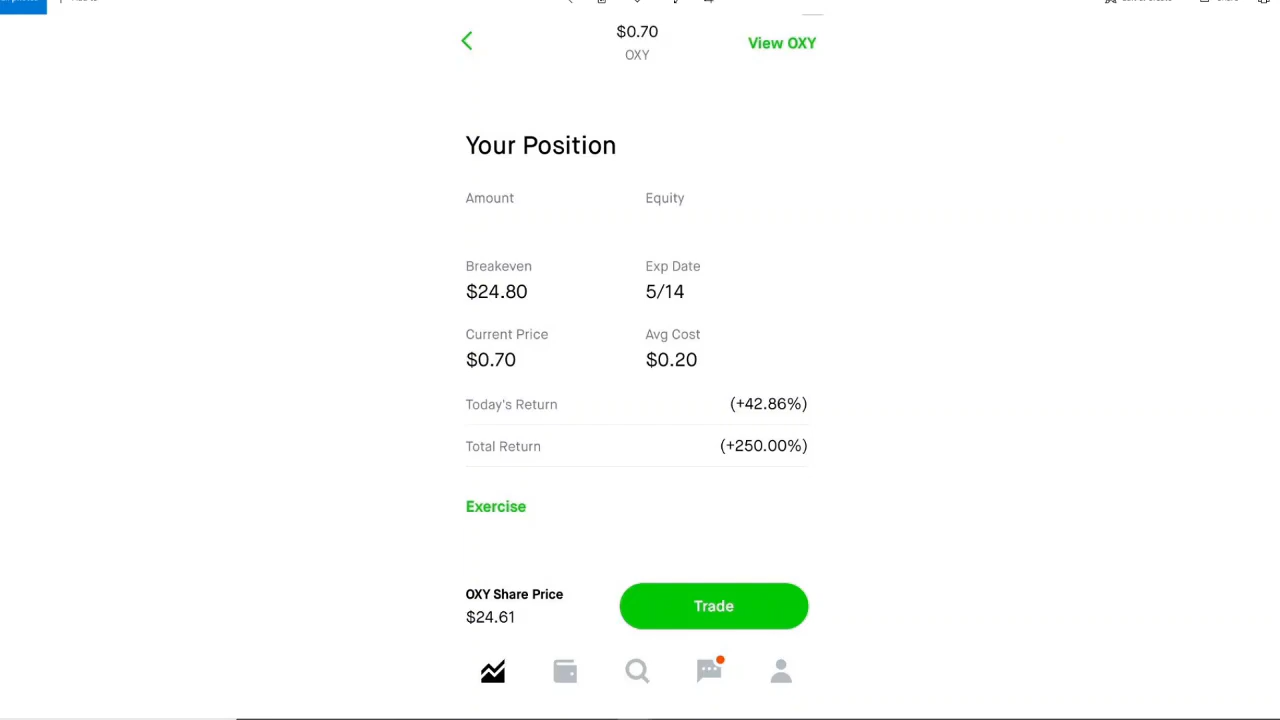 $0.70
OXY
View OXY
Your Position
Amount
Equity
Breakeven
Exp Date
$24.80
5/14
Current Price
Avg Cost
$0.70
$0.20
Today's Return
(+42.86%)
Total Return
(+250.00%)
Exercise
OXY Share Price
$24.61
Trade